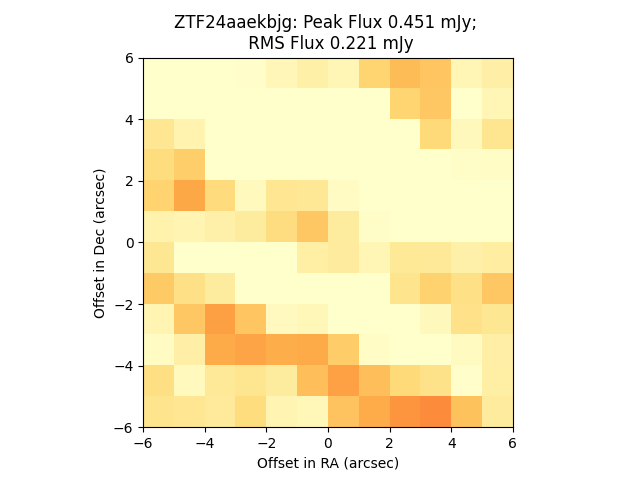 ZTF24aaekbjg: Peak Flux 0.451 mJy;
RMS Flux 0.221 mJy
6
4
2
0
−2
−4
−6
Offset in Dec (arcsec)
−6 −4 −2 0 2 4 6
Offset in RA (arcsec)